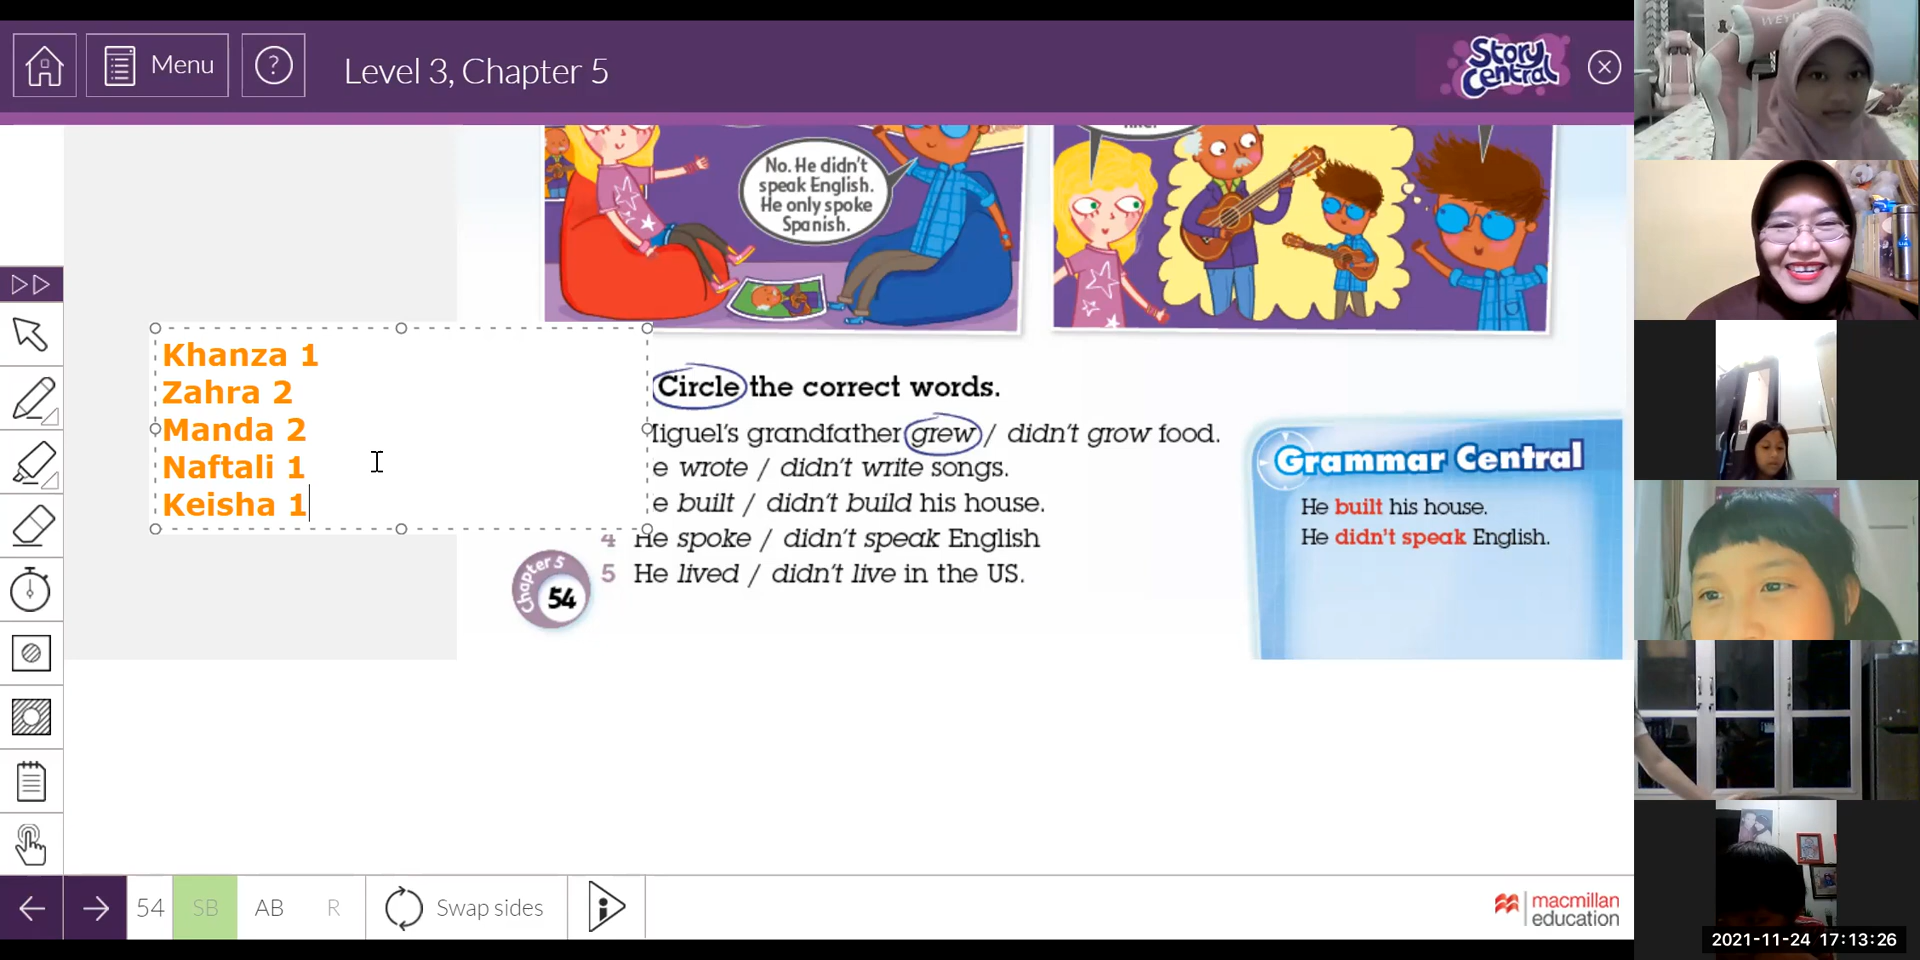 Menu
?
Level 3, Chapter 5
Story
Central
No. He didn't
speak English.
He only spoke
Spanish.
Khanza 1
Zahra 2
Manda 2
Naftali 1
Keisha 1
Circle the correct words.
Miguel's grandfather grew / didn't grow food.
e wrote / didn't write songs.
e built / didn't build his house.
4 He spoke / didn't speak English
5 He lived / didn't live in the US.
Chapter 5
54
Grammar Central
He built his house.
He didn't speak English.
54
SB
AB
R
Swap sides
macmillan
education
2021-11-24 17:13:26